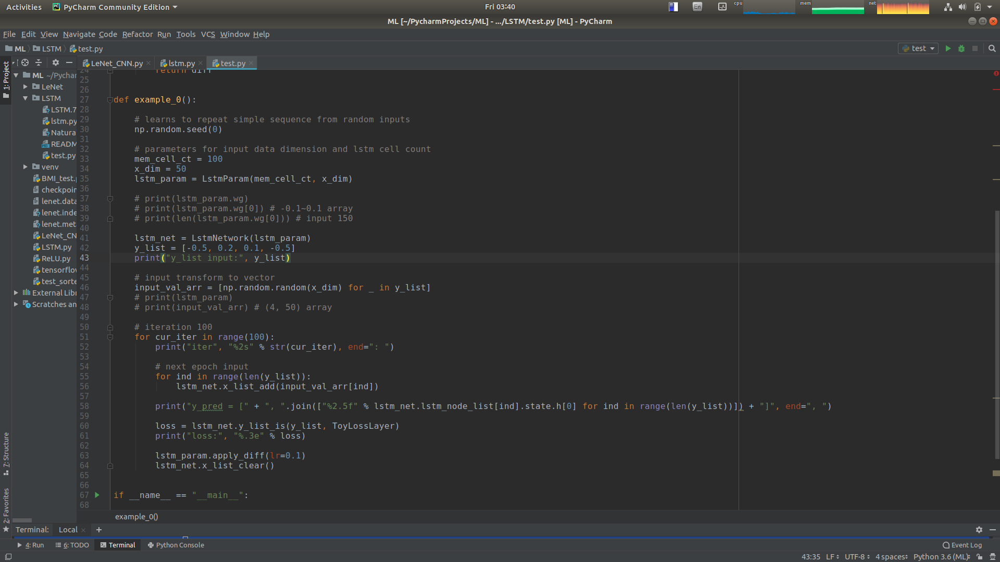 Activities PyCharm Community Edition Fri 03:40 En cpu mem net
ML [~/PycharmProjects/ML] - .../LSTM/test.py [ML] - PyCharm
File Edit View Navigate Code Refactor Run Tools VCS Window Help
ML LSTM test.py test
LeNet_CNN.py lstm.py test.py
1: Project
ML ~/Pychar
LeNet
LSTM
LSTM.7
lstm.py
Natura
READM
test.py
venv
BMI_test.
checkpoin
lenet.data
lenet.inde
lenet.met
LeNet_CN
LSTM.py
ReLU.py
tensorflov
test_sorte
External Libr
Scratches an
7: Structure
2: Favorites
24 return diff
25
26
27 def example_0():
28
29 # learns to repeat simple sequence from random inputs
30 np.random.seed(0)
31
32 # parameters for input data dimension and lstm cell count
33 mem_cell_ct = 100
34 x_dim = 50
35 lstm_param = LstmParam(mem_cell_ct, x_dim)
36
37 # print(lstm_param.wg)
38 # print(lstm_param.wg[0]) # -0.1~0.1 array
39 # print(len(lstm_param.wg[0])) # input 150
40
41 lstm_net = LstmNetwork(lstm_param)
42 y_list = [-0.5, 0.2, 0.1, -0.5]
43 print("y_list input:", y_list)
44
45 # input transform to vector
46 input_val_arr = [np.random.random(x_dim) for _ in y_list]
47 # print(lstm_param)
48 # print(input_val_arr) # (4, 50) array
49
50 # iteration 100
51 for cur_iter in range(100):
52 print("iter", "%2s" % str(cur_iter), end=": ")
53
54 # next epoch input
55 for ind in range(len(y_list)):
56 lstm_net.x_list_add(input_val_arr[ind])
57
58 print("y_pred = [" + ", ".join(["%2.5f" % lstm_net.lstm_node_list[ind].state.h[0] for ind in range(len(y_list))]) + "]", end=", ")
59
60 loss = lstm_net.y_list_is(y_list, ToyLossLayer)
61 print("loss:", "%.3e" % loss)
62
63 lstm_param.apply_diff(lr=0.1)
64 lstm_net.x_list_clear()
65
66
67 if __name__ == "__main__":
68
example_0()
Terminal: Local +
4: Run 6: TODO Terminal Python Console Event Log
43:35 LF UTF-8 4 spaces Python 3.6 (ML)